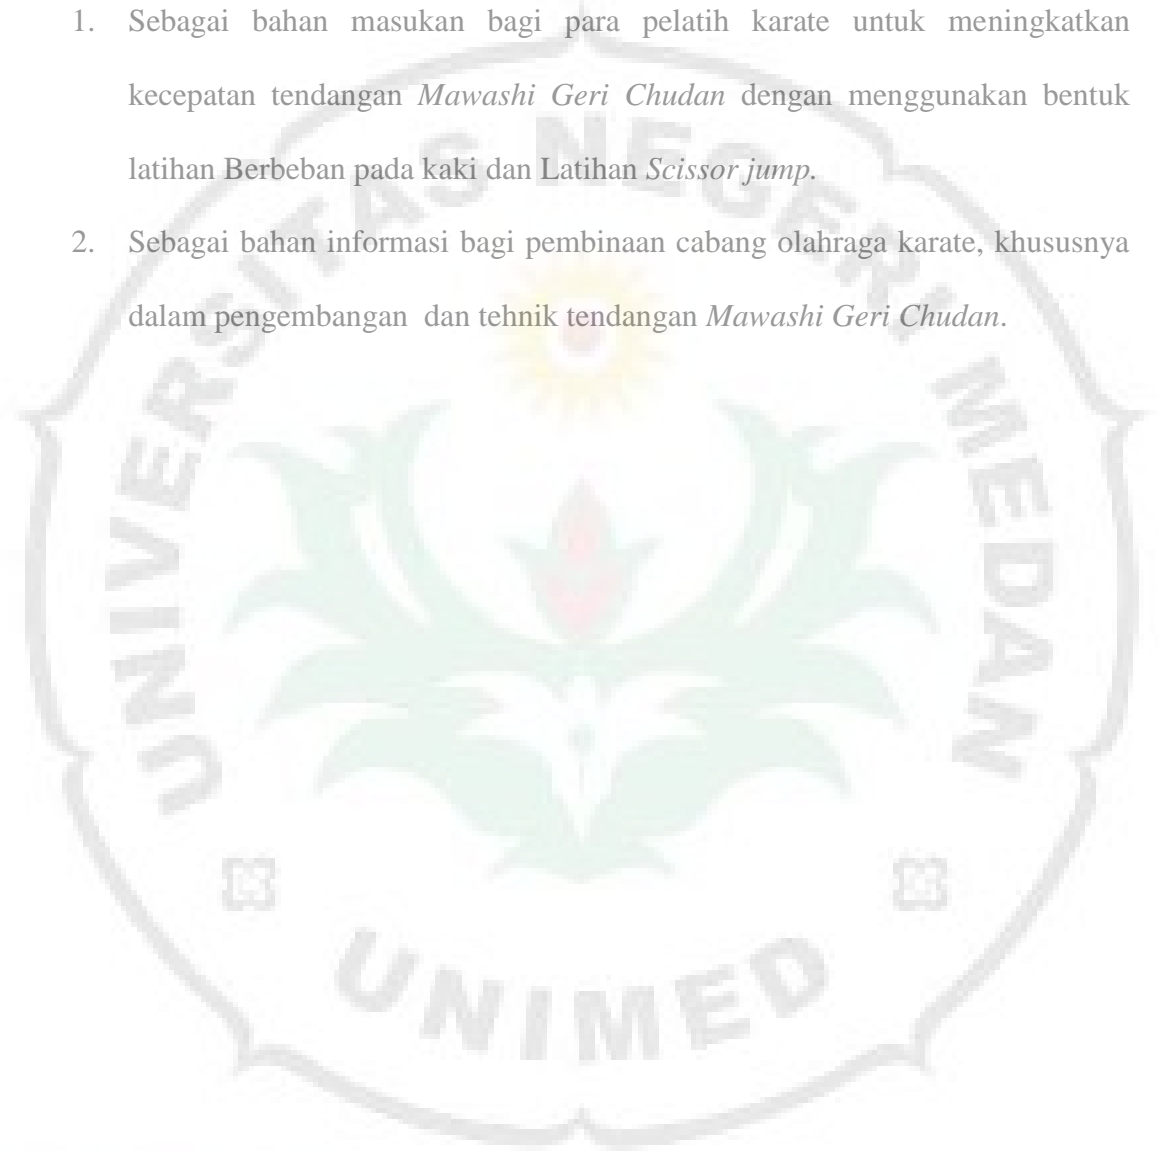 1. Sebagai bahan masukan bagi para pelatih karate untuk meningkatkan
kecepatan tendangan Mawashi Geri Chudan dengan menggunakan bentuk
latihan Berbeban pada kaki dan Latihan Scissor jump.
2. Sebagai bahan informasi bagi pembinaan cabang olahraga karate, khususnya
dalam pengembangan dan tehnik tendangan Mawashi Geri Chudan.
UNIVERSITAS NEGERI MEDAN
UNIMED